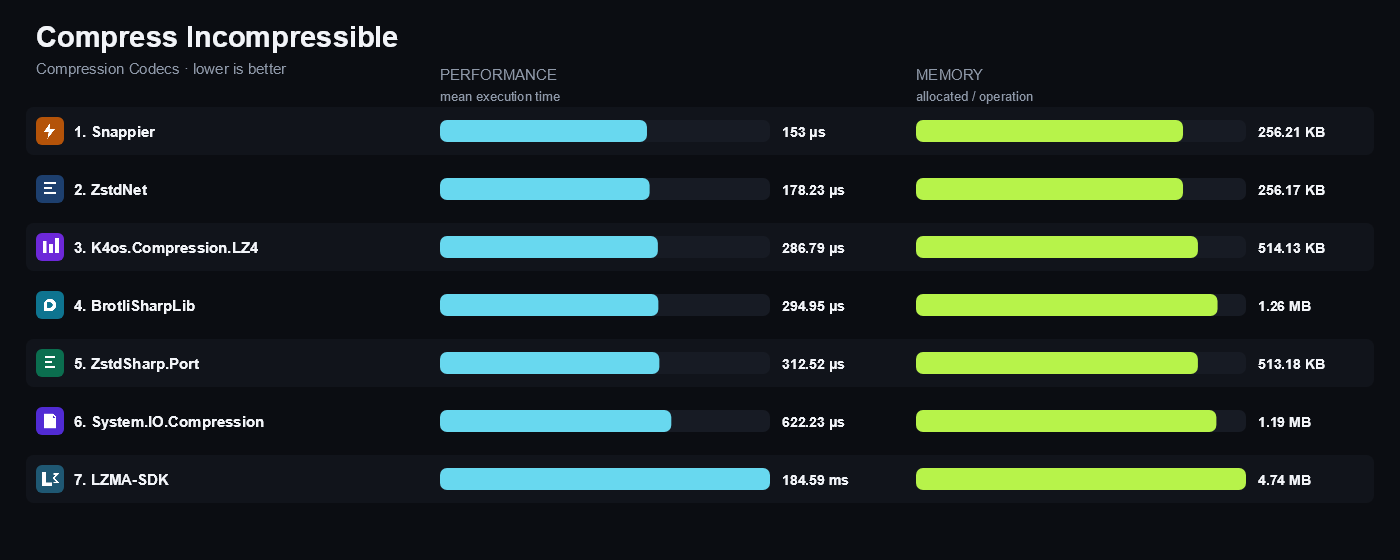 Compress Incompressible
Compression Codecs · lower is better
PERFORMANCE
mean execution time
MEMORY
allocated / operation
1. Snappier 153 µs 256.21 KB
2. ZstdNet 178.23 µs 256.17 KB
3. K4os.Compression.LZ4 286.79 µs 514.13 KB
4. BrotliSharpLib 294.95 µs 1.26 MB
5. ZstdSharp.Port 312.52 µs 513.18 KB
6. System.IO.Compression 622.23 µs 1.19 MB
7. LZMA-SDK 184.59 ms 4.74 MB